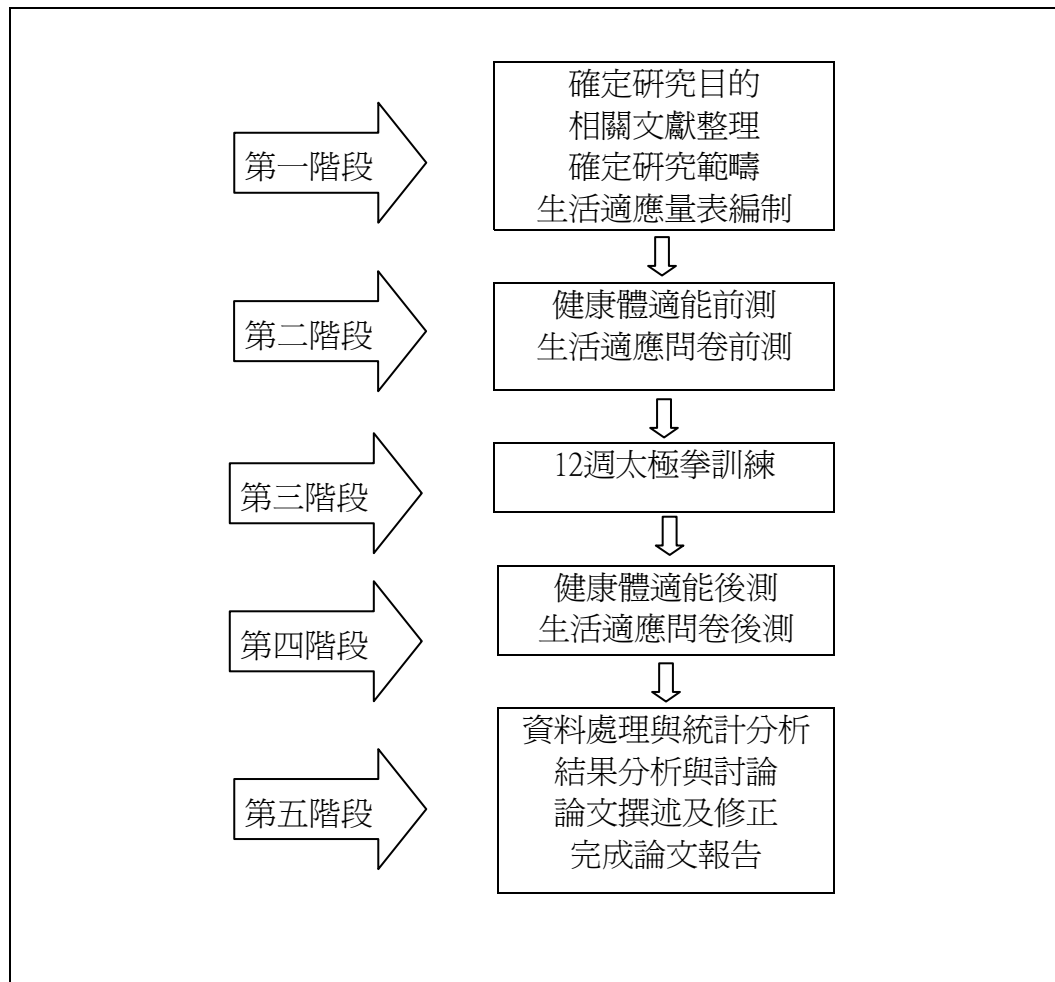 第一階段
確定研究目的
相關文獻整理
確定研究範疇
生活適應量表編制
第二階段
健康體適能前測
生活適應問卷前測
第三階段
12週太極拳訓練
第四階段
健康體適能後測
生活適應問卷後測
第五階段
資料處理與統計分析
結果分析與討論
論文撰述及修正
完成論文報告